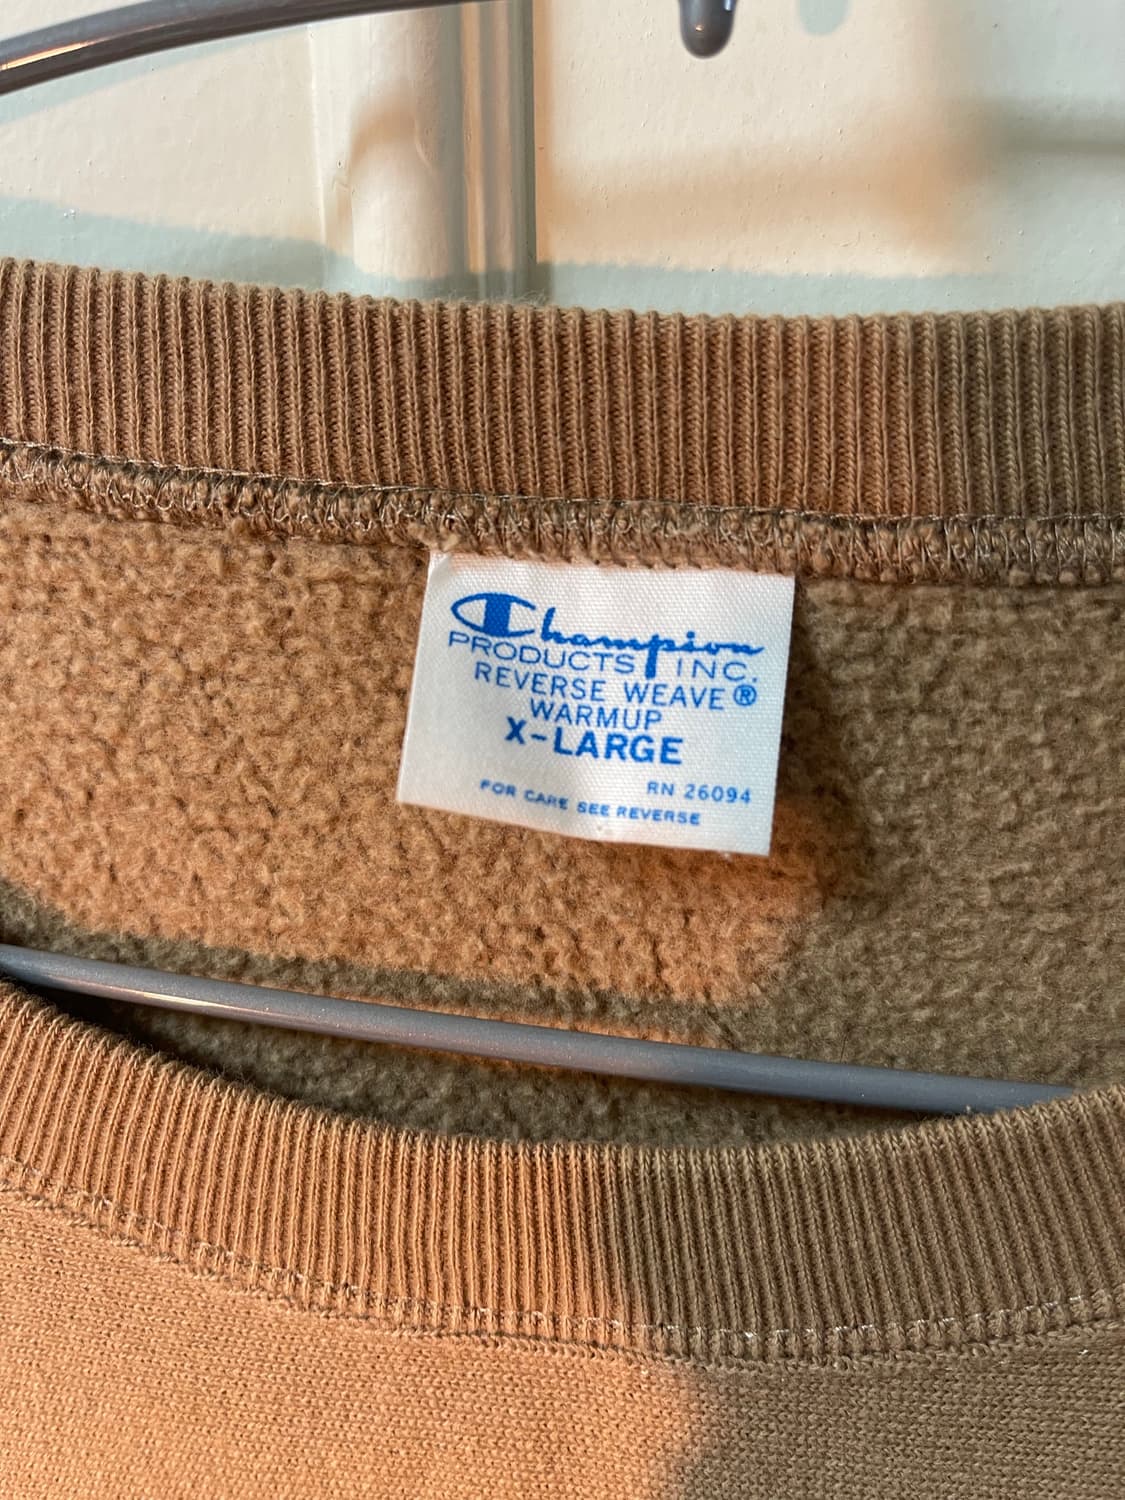 Champion
PRODUCTS INC.
REVERSE WEAVE®
WARMUP
X-LARGE
RN 26094
FOR CARE SEE REVERSE